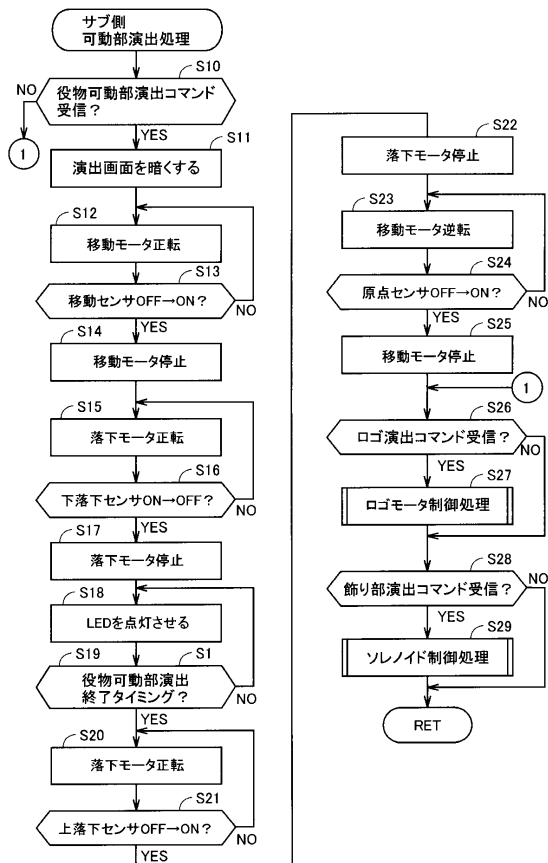 サブ側
可動部演出処理
S10
役物可動部演出コマンド
受信？
NO
1
YES
S11
演出画面を暗くする
S12
移動モータ正転
S13
移動センサOFF→ON？
NO
YES
S14
移動モータ停止
S15
落下モータ正転
S16
下落下センサON→OFF？
NO
YES
S17
落下モータ停止
S18
LEDを点灯させる
S19
S1
役物可動部演出
終了タイミング？
NO
YES
S20
落下モータ正転
S21
上落下センサOFF→ON？
NO
YES
S22
落下モータ停止
S23
移動モータ逆転
S24
原点センサOFF→ON？
NO
YES
S25
移動モータ停止
1
S26
ロゴ演出コマンド受信？
NO
YES
S27
ロゴモータ制御処理
S28
飾り部演出コマンド受信？
NO
YES
S29
ソレノイド制御処理
RET